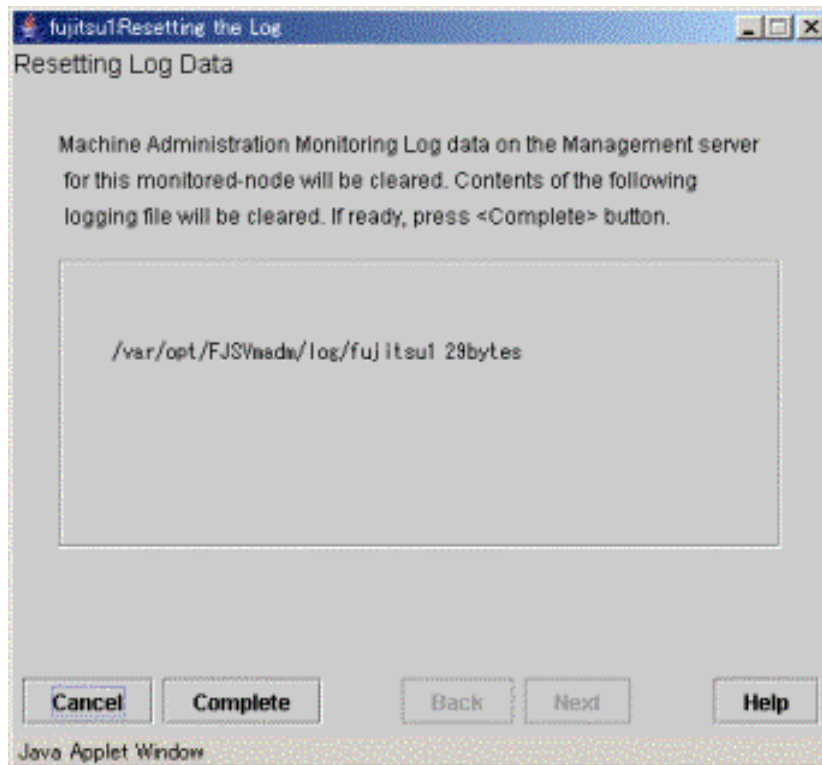 fujitsu1:Resetting the Log
Resetting Log Data
Machine Administration Monitoring Log data on the Management server
for this monitored-node will be cleared. Contents of the following
logging file will be cleared. If ready, press <Complete> button.
/var/opt/FJSVmadm/log/fujitsu1 29bytes
Cancel Complete Back Next Help
Java Applet Window